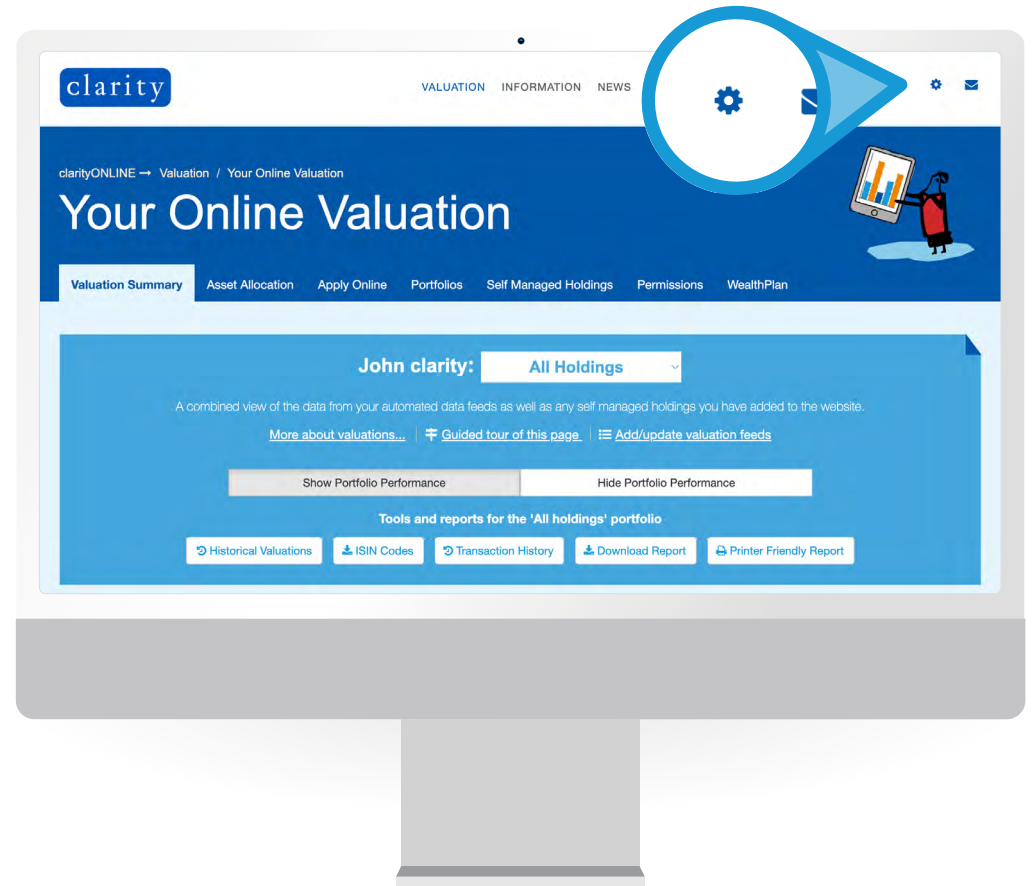 clarity
VALUATION INFORMATION NEWS
clarityONLINE → Valuation / Your Online Valuation
Your Online Valuation
Valuation Summary Asset Allocation Apply Online Portfolios Self Managed Holdings Permissions WealthPlan
John clarity: All Holdings
A combined view of the data from your automated data feeds as well as any self managed holdings you have added to the website.
More about valuations... Guided tour of this page Add/update valuation feeds
Show Portfolio Performance Hide Portfolio Performance
Tools and reports for the 'All holdings' portfolio
Historical Valuations ISIN Codes Transaction History Download Report Printer Friendly Report